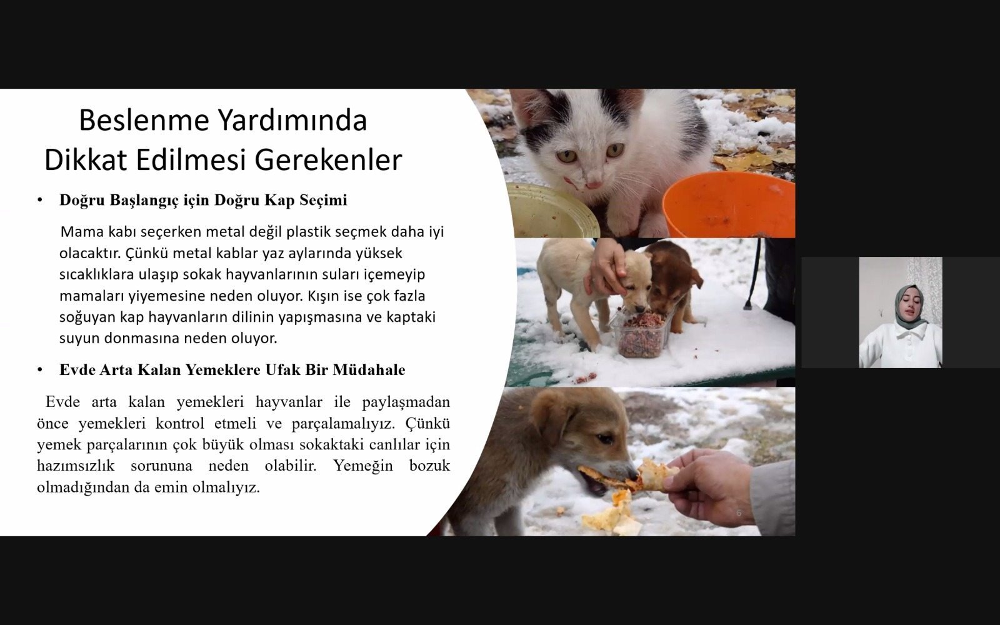 Beslenme Yardımında
Dikkat Edilmesi Gerekenler
• Doğru Başlangıç için Doğru Kap Seçimi
Mama kabı seçerken metal değil plastik seçmek daha iyi
olacaktır. Çünkü metal kablar yaz aylarında yüksek
sıcaklıklara ulaşıp sokak hayvanlarının suları içemeyip
mamaları yiyemesine neden oluyor. Kışın ise çok fazla
soğuyan kap hayvanların dilinin yapışmasına ve kaptaki
suyun donmasına neden oluyor.
• Evde Arta Kalan Yemeklere Ufak Bir Müdahale
Evde arta kalan yemekleri hayvanlar ile paylaşmadan
önce yemekleri kontrol etmeli ve parçalamalıyız. Çünkü
yemek parçalarının çok büyük olması sokaktaki canlılar için
hazımsızlık sorununa neden olabilir. Yemeğin bozuk
olmadığından da emin olmalıyız.
6